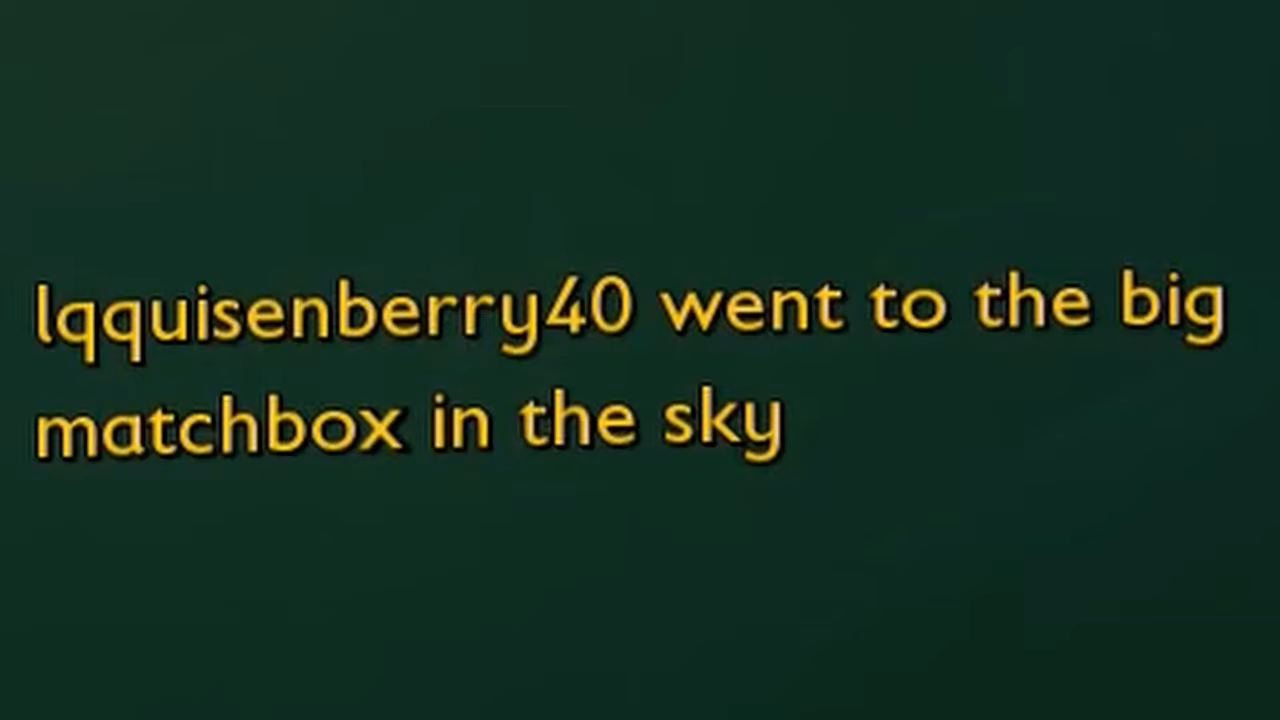 lqquisenberry40 went to the big
matchbox in the sky